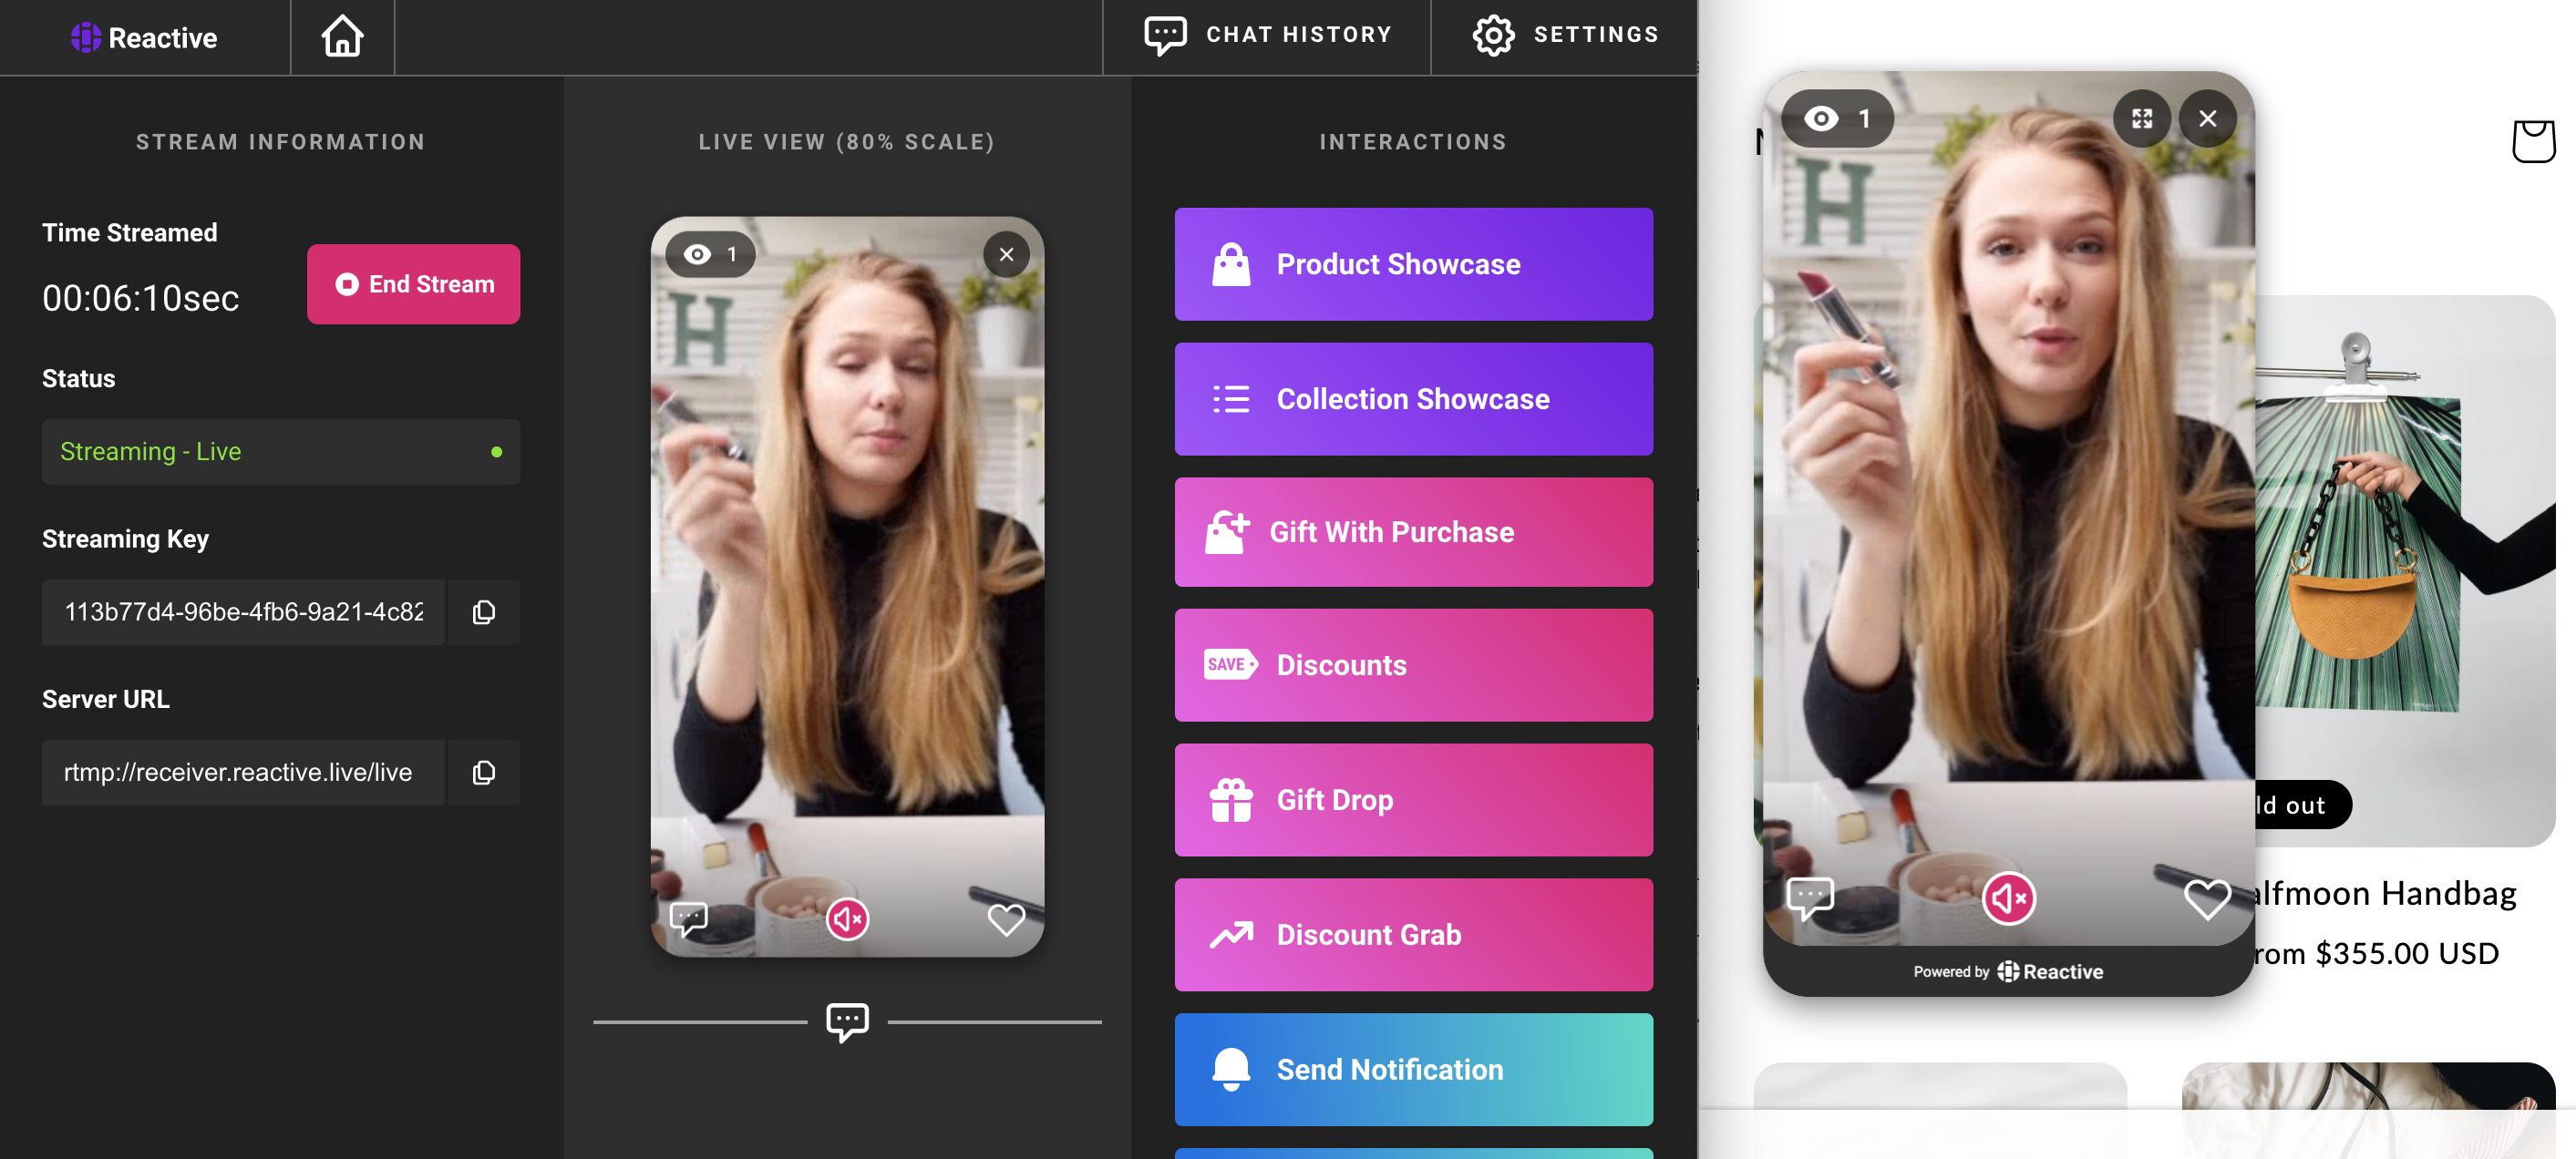 Reactive
CHAT HISTORY
SETTINGS
STREAM INFORMATION
Time Streamed
00:06:10sec
End Stream
Status
Streaming - Live
Streaming Key
113b77d4-96be-4fb6-9a21-4c82
Server URL
rtmp://receiver.reactive.live/live
LIVE VIEW (80% SCALE)
1
H
INTERACTIONS
Product Showcase
Collection Showcase
Gift With Purchase
SAVE Discounts
Gift Drop
Discount Grab
Send Notification
1
H
Powered by Reactive
ld out
alfmoon Handbag
rom $355.00 USD